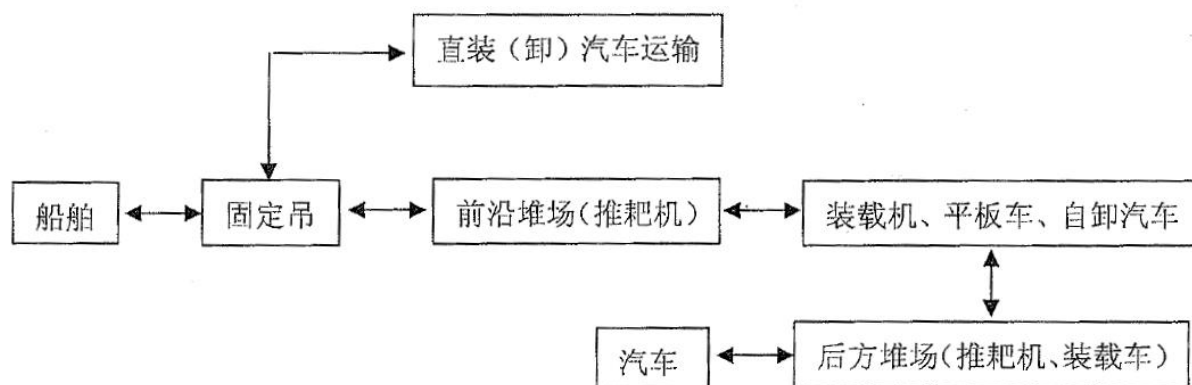 直装（卸）汽车运输
船舶
固定吊
前沿堆场（推耙机）
装载机、平板车、自卸汽车
汽车
后方堆场（推耙机、装载车）